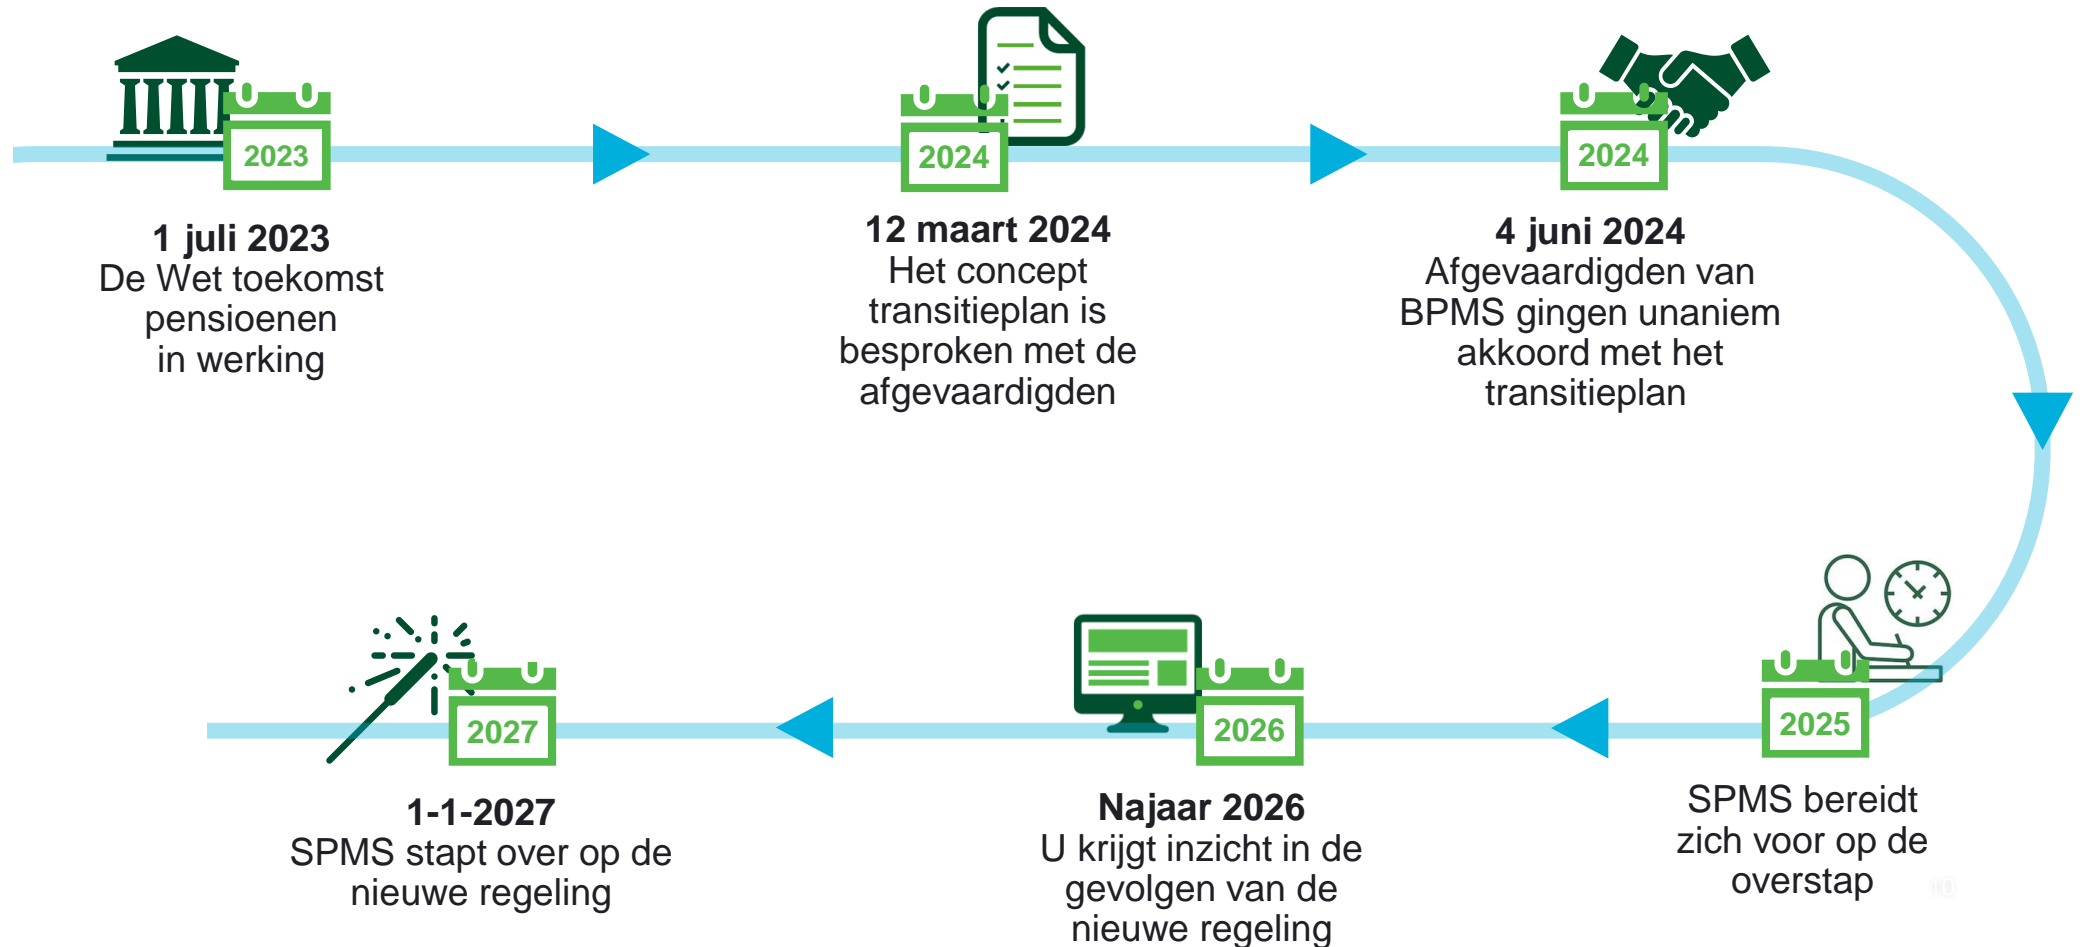 2023
1 juli 2023
De Wet toekomst
pensioenen
in werking
2024
12 maart 2024
Het concept
transitieplan is
besproken met de
afgevaardigden
2024
4 juni 2024
Afgevaardigden van
BPMS gingen unaniem
akkoord met het
transitieplan
2025
SPMS bereidt
zich voor op de
overstap
2026
Najaar 2026
U krijgt inzicht in de
gevolgen van de
nieuwe regeling
2027
1-1-2027
SPMS stapt over op de
nieuwe regeling
10